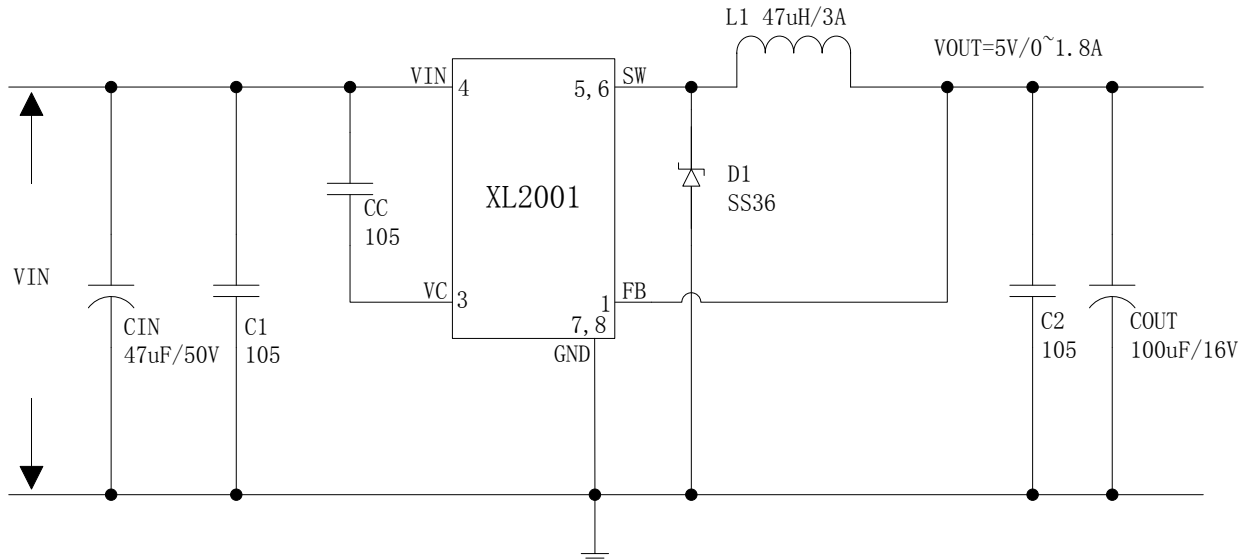 L1 47uH/3A
VOUT=5V/0~1.8A
VIN
4
5,6
SW
XL2001
D1
SS36
CC
105
VIN
VC
3
1
FB
7,8
GND
CIN
47uF/50V
C1
105
C2
105
COUT
100uF/16V